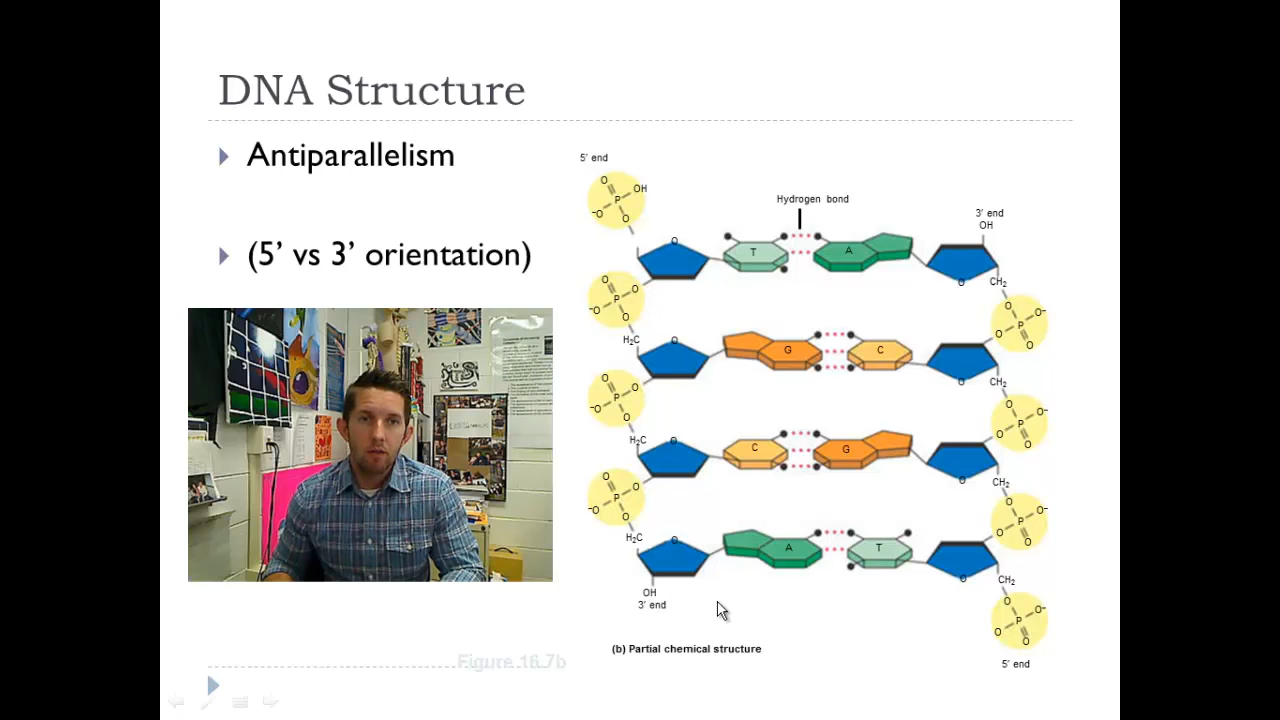 DNA Structure
Antiparallelism
(5’ vs 3’ orientation)
5’ end
O
OH
P
–O
O
Hydrogen bond
3’ end
OH
O
T
A
O
CH₂
O
P
O
–O
O
O
O–
P
O
O
H₂C
O
G
C
O
CH₂
O
P
O
–O
O
O
O–
P
O
O
H₂C
O
C
G
O
CH₂
O
P
O
–O
O
O
O–
P
O
O
H₂C
O
A
T
O
CH₂
OH
3’ end
O
O–
P
O
O
5’ end
(b) Partial chemical structure
Figure 16.7b